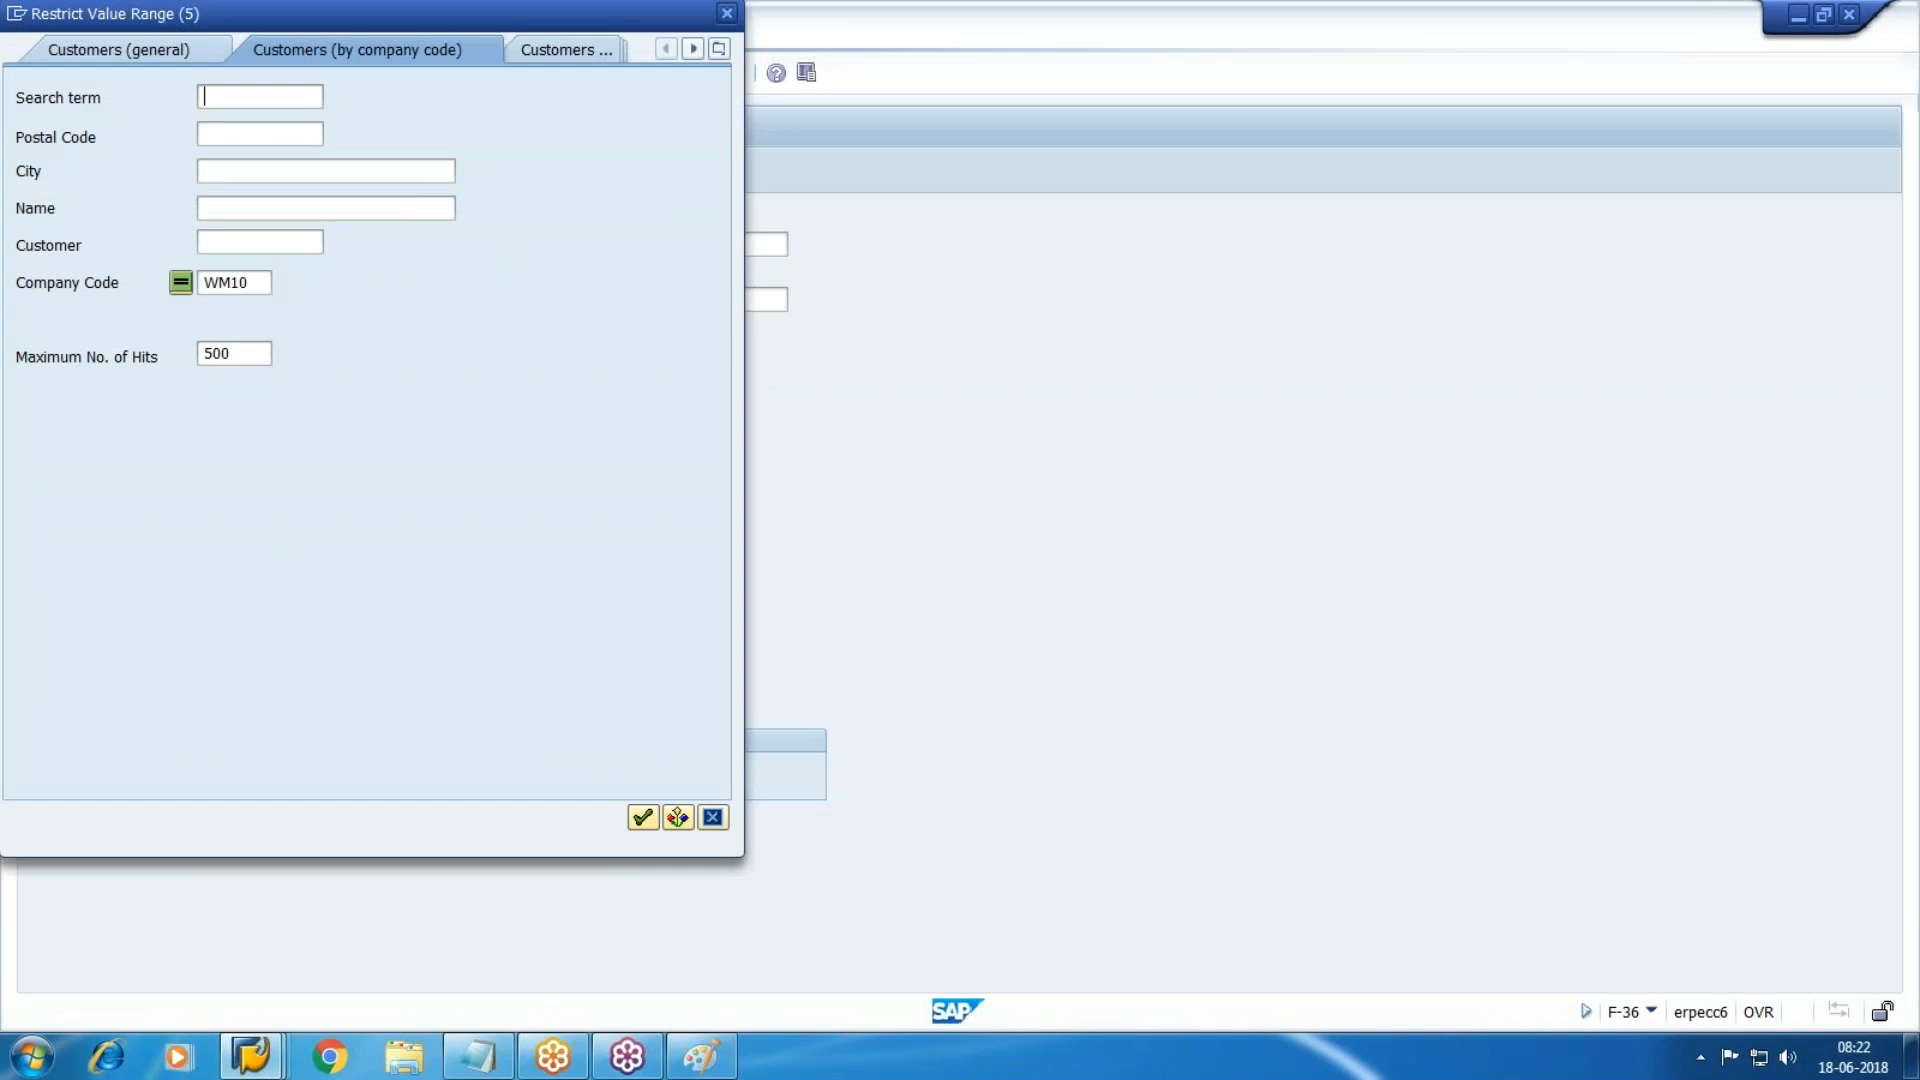 Restrict Value Range (5)
Customers (general)
Customers (by company code)
Customers ...
Search term
Postal Code
City
Name
Customer
Company Code
WM10
Maximum No. of Hits
500
SAP
F-36
erpecc6
OVR
08:22
18-06-2018